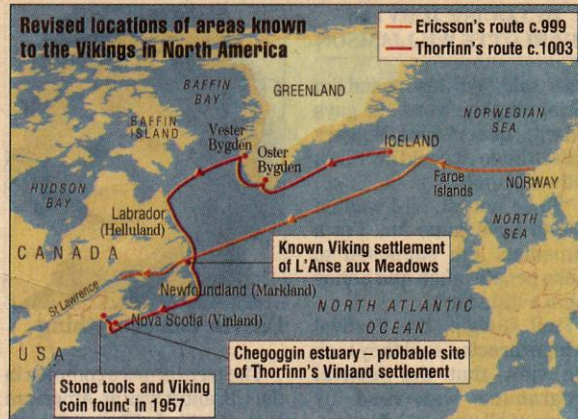 Revised locations of areas known
to the Vikings in North America
Ericsson's route c.999
Thorfinn's route c.1003
BAFFIN
BAY
GREENLAND
BAFFIN
ISLAND
NORWEGIAN
SEA
Vester
Bygden
Oster
Bygden
ICELAND
HUDSON
BAY
Faroe
Islands
NORWAY
Labrador
(Helluland)
NORTH
SEA
CANADA
Known Viking settlement
of L'Anse aux Meadows
St Lawrence
Newfoundland (Markland)
NORTH ATLANTIC
OCEAN
Nova Scotia (Vinland)
USA
Chegoggin estuary – probable site
of Thorfinn's Vinland settlement
Stone tools and Viking
coin found in 1957